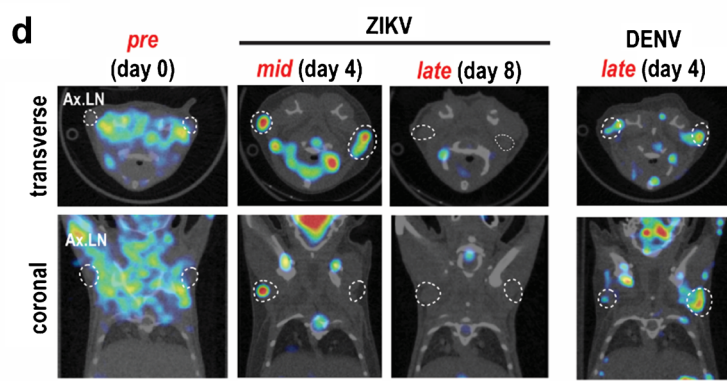 d
pre
(day 0)
ZIKV
mid (day 4)
late (day 8)
DENV
late (day 4)
transverse
Ax.LN
coronal
Ax.LN